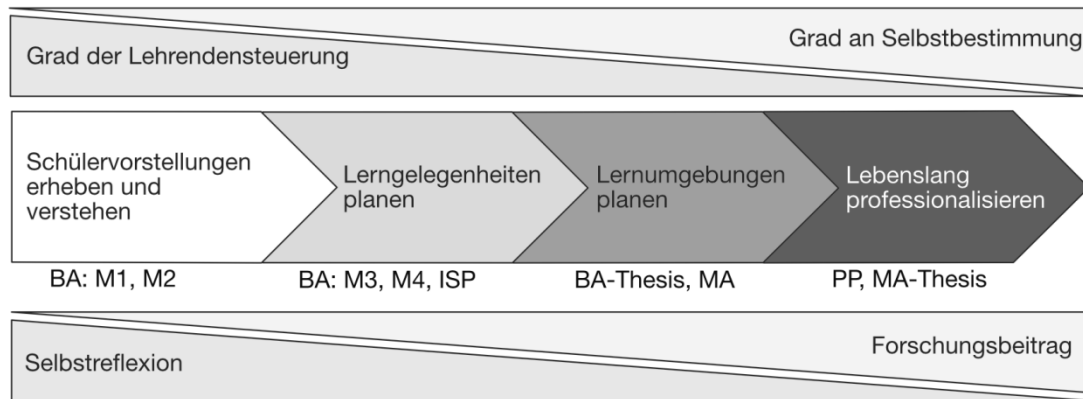 Grad an Selbstbestimmung
Grad der Lehrendensteuerung
Schülervorstellungen
erheben und
verstehen
Lerngelegenheiten
planen
Lernumgebungen
planen
Lebenslang
professionalisieren
BA: M1, M2
BA: M3, M4, ISP
BA-Thesis, MA
PP, MA-Thesis
Forschungsbeitrag
Selbstreflexion